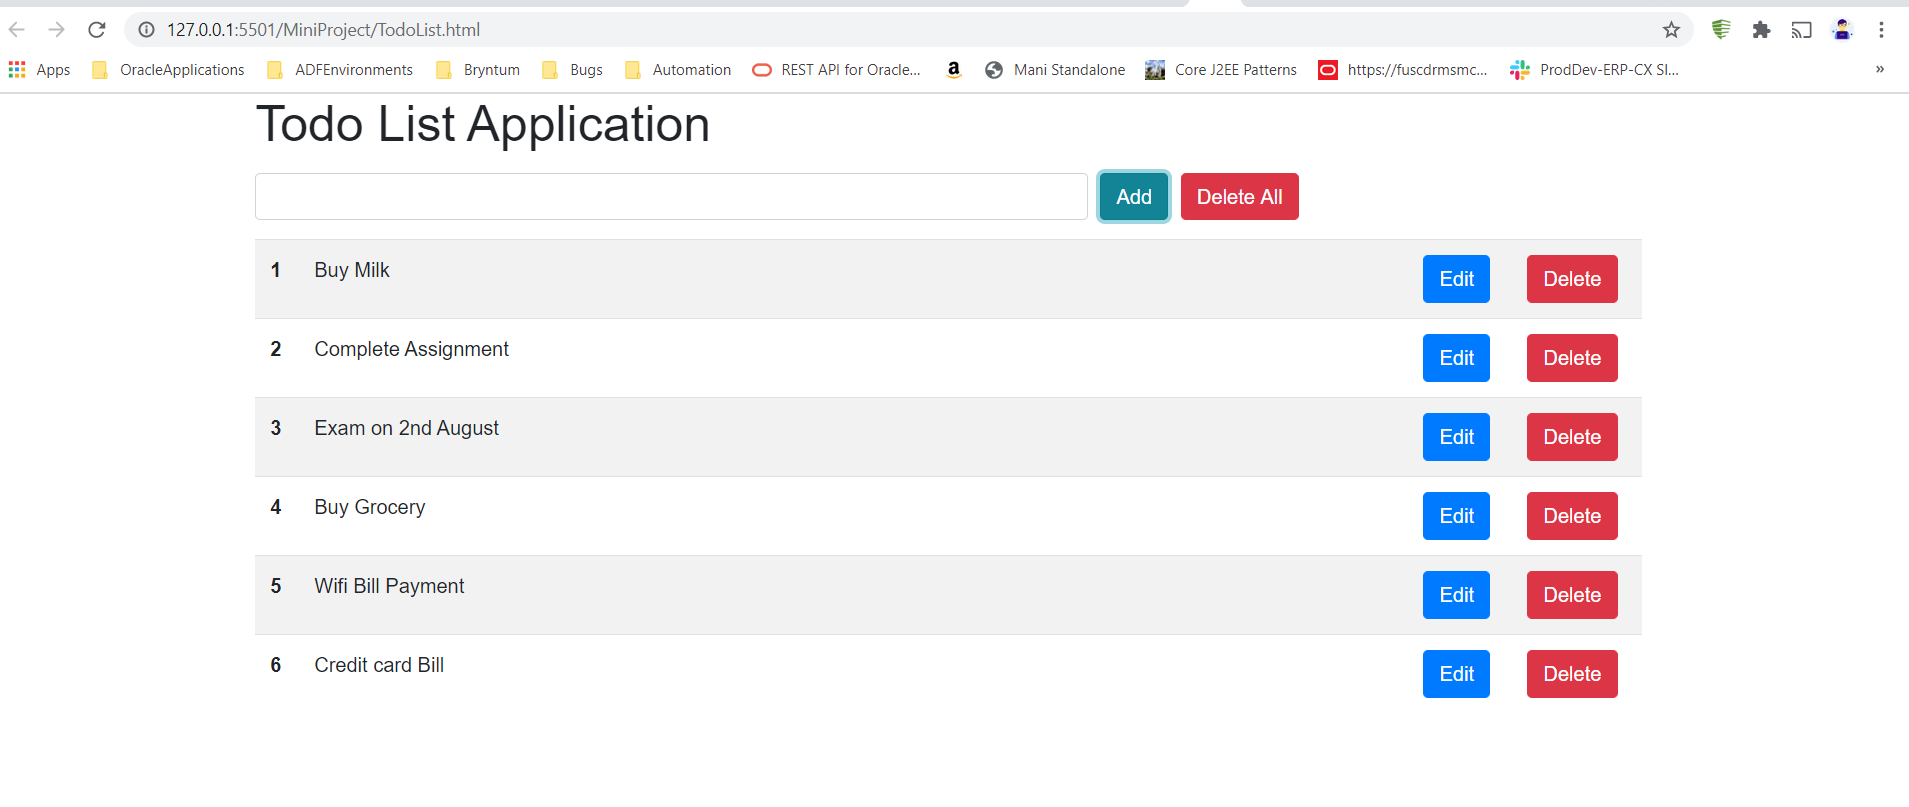 127.0.0.1:5501/MiniProject/TodoList.html
Apps OracleApplications ADFEnvironments Bryntum Bugs Automation REST API for Oracle... a Mani Standalone Core J2EE Patterns https://fuscdrmsmc... ProdDev-ERP-CX Sl... »
Todo List Application
Add Delete All
1 Buy Milk Edit Delete
2 Complete Assignment Edit Delete
3 Exam on 2nd August Edit Delete
4 Buy Grocery Edit Delete
5 Wifi Bill Payment Edit Delete
6 Credit card Bill Edit Delete